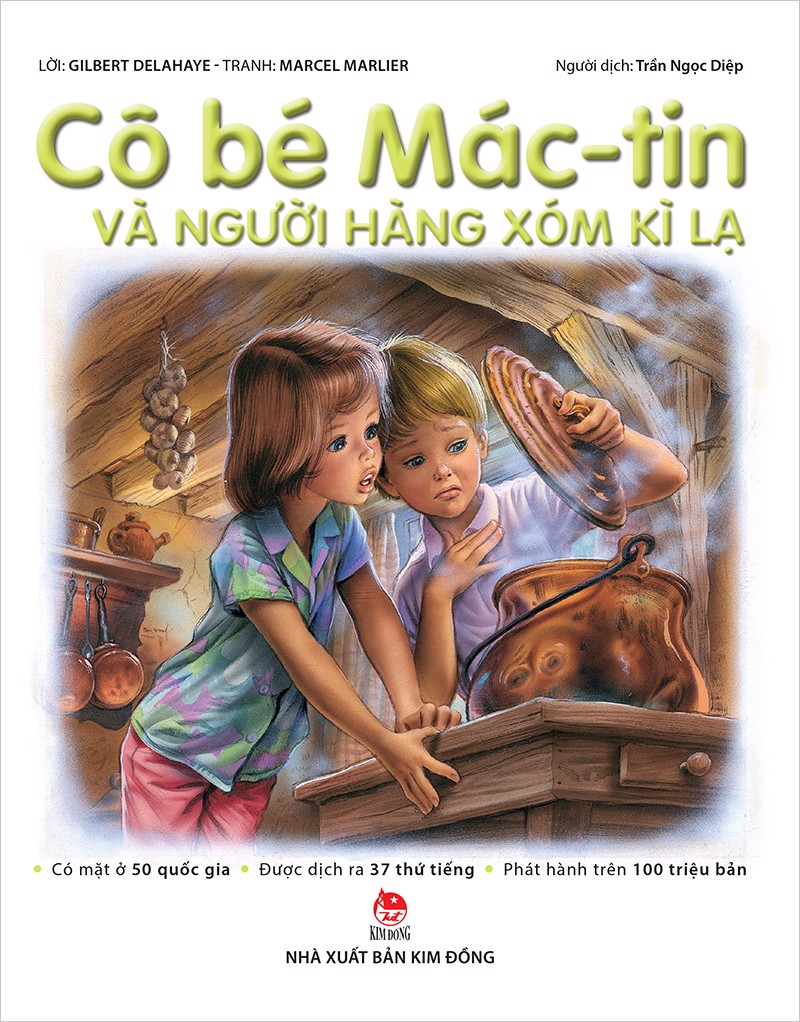 LỜI: GILBERT DELAHAYE - TRANH: MARCEL MARLIER
Người dịch: Trần Ngọc Diệp
Cô bé Mác-tin
VÀ NGƯỜI HÀNG XÓM KÌ LẠ
• Có mặt ở 50 quốc gia • Được dịch ra 37 thứ tiếng • Phát hành trên 100 triệu bản
KIM ĐỒNG
NHÀ XUẤT BẢN KIM ĐỒNG